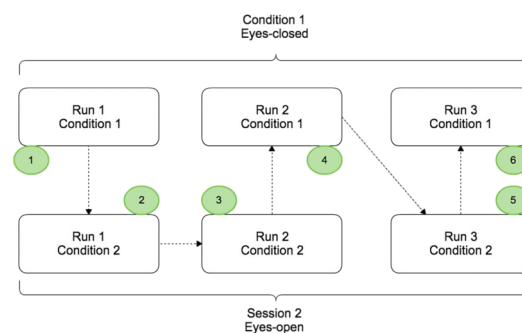 Condition 1
Eyes-closed
Run 1
Condition 1
Run 2
Condition 1
Run 3
Condition 1
1
4
6
2
3
5
Run 1
Condition 2
Run 2
Condition 2
Run 3
Condition 2
Session 2
Eyes-open